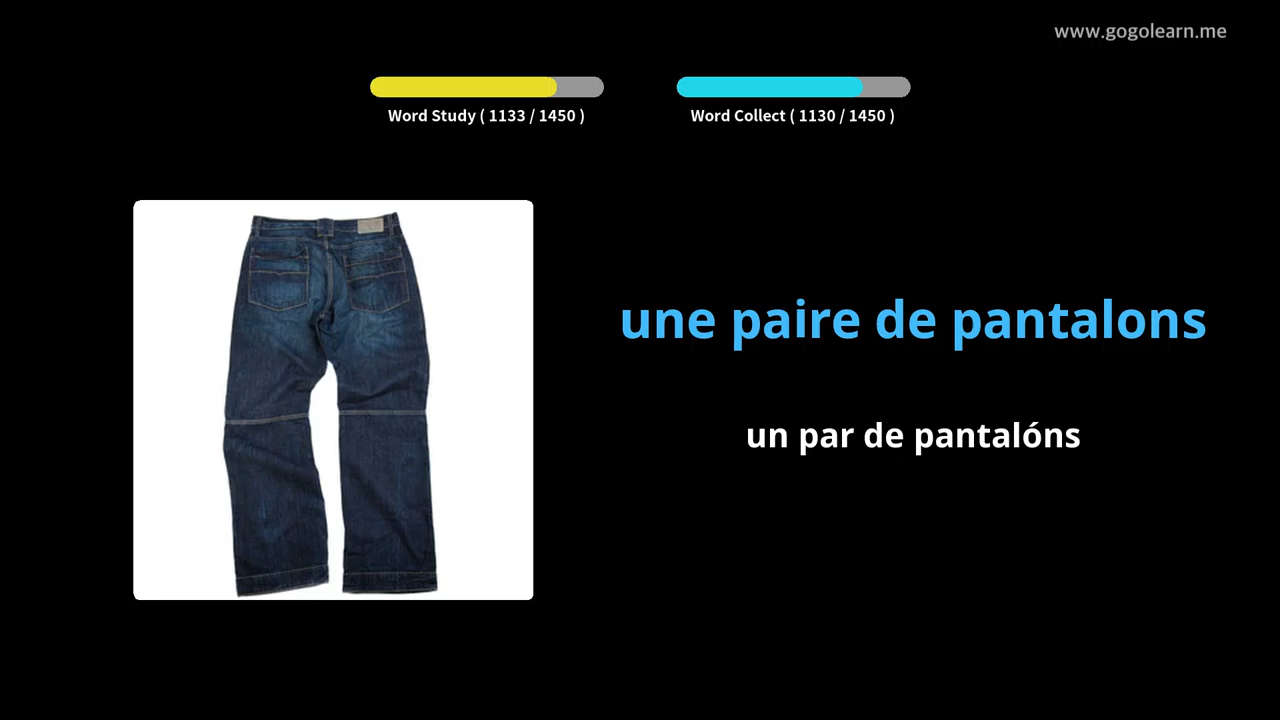 www.gogolearn.me
Word Study ( 1133 / 1450 )
Word Collect ( 1130 / 1450 )
une paire de pantalons
un par de pantalóns